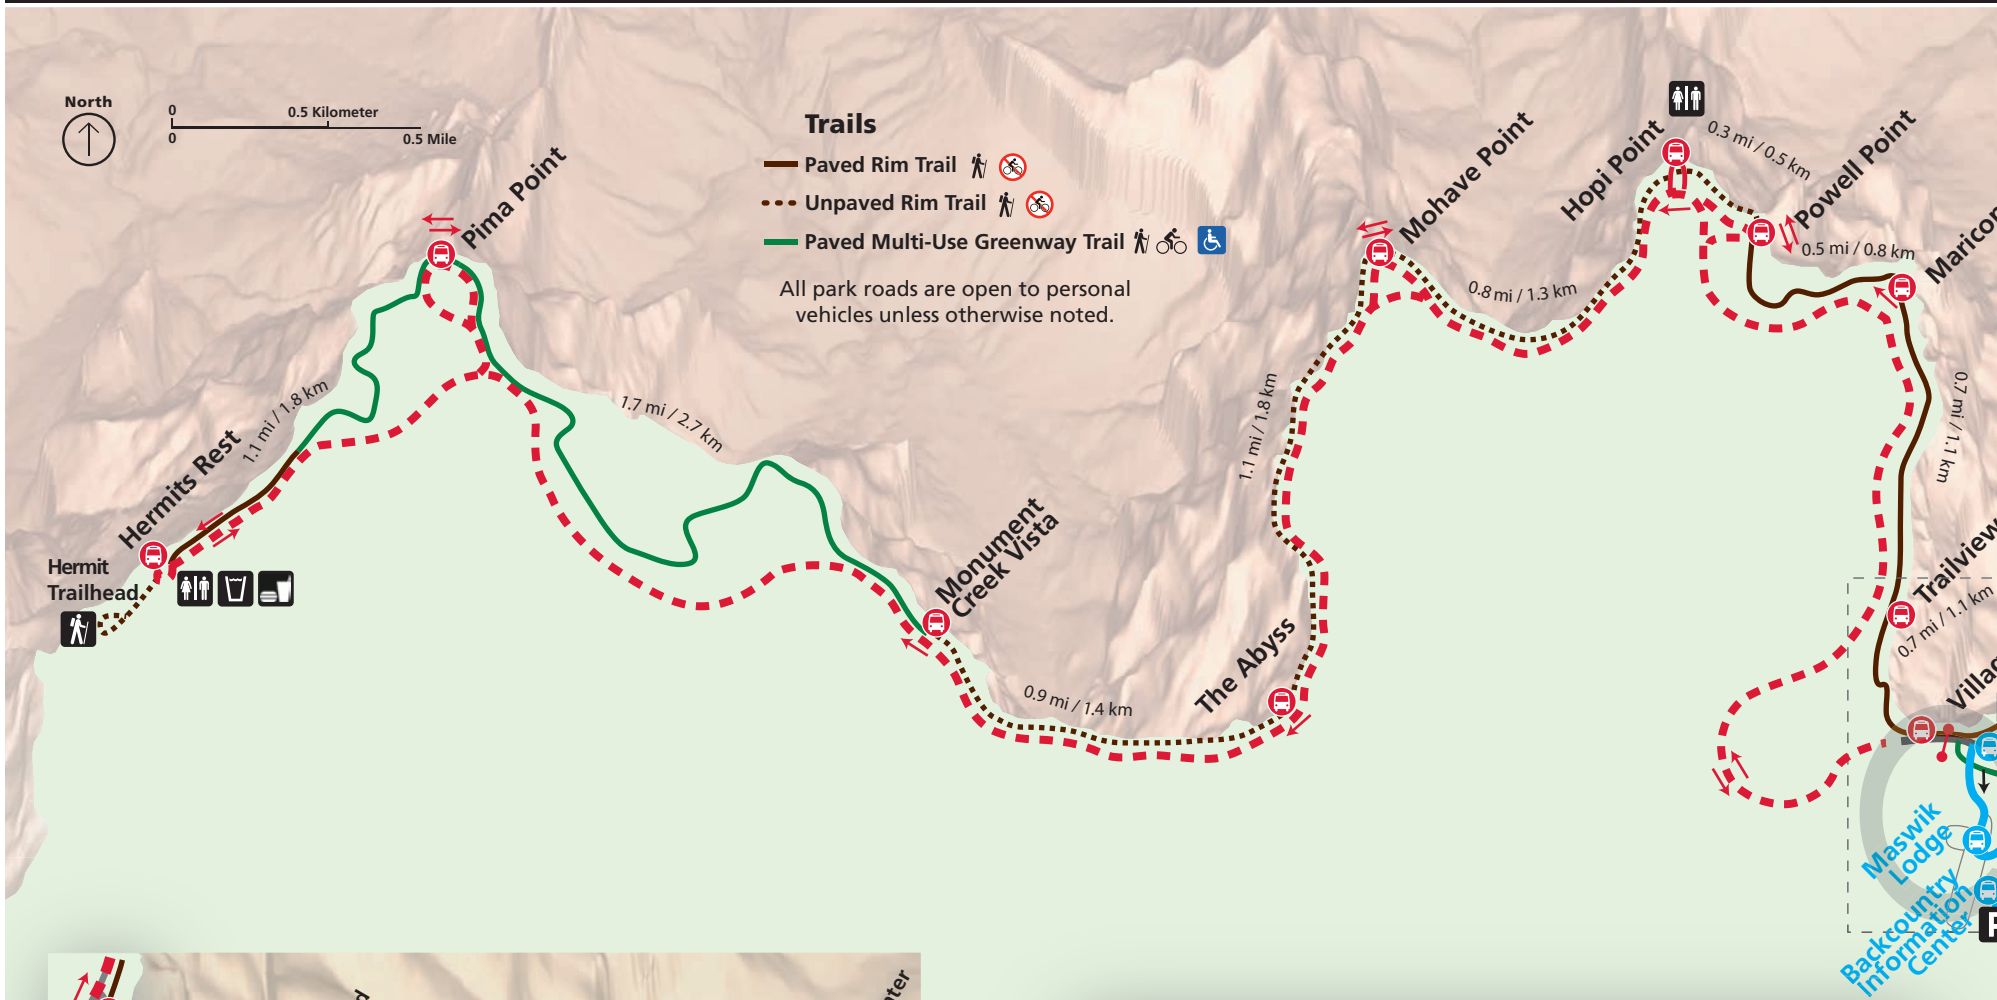 North
0
0.5 Kilometer
0
0.5 Mile
Trails
Paved Rim Trail
Unpaved Rim Trail
Paved Multi-Use Greenway Trail
All park roads are open to personal
vehicles unless otherwise noted.
Pima Point
Mohave Point
Hopi Point
0.3 mi / 0.5 km
Powell Point
0.5 mi / 0.8 km
Maricop
0.8 mi / 1.3 km
1.1 mi / 1.8 km
0.7 mi / 1.1 km
1.1 mi / 1.8 km
1.7 mi / 2.7 km
Hermits Rest
Hermit
Trailhead
Monument
Creek Vista
0.9 mi / 1.4 km
The Abyss
Trailview
0.7 mi / 1.1 km
Villag
Maswik
Lodge
Backcountry
Information
Center
P